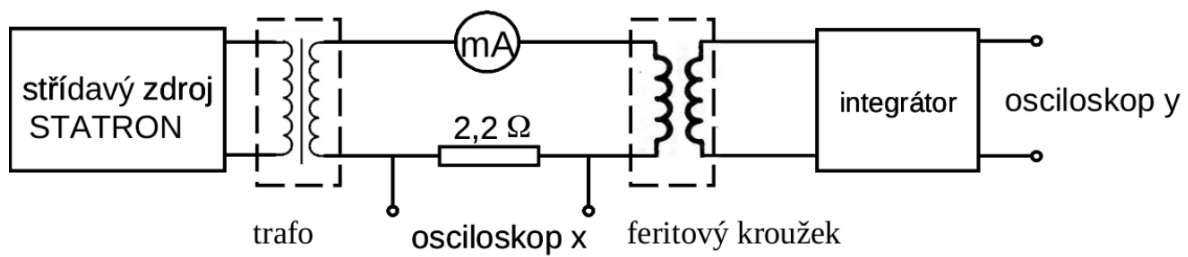 střídavý zdroj
STATRON
mA
2,2 Ω
integrátor
osciloskop y
trafo
osciloskop x
feritový kroužek